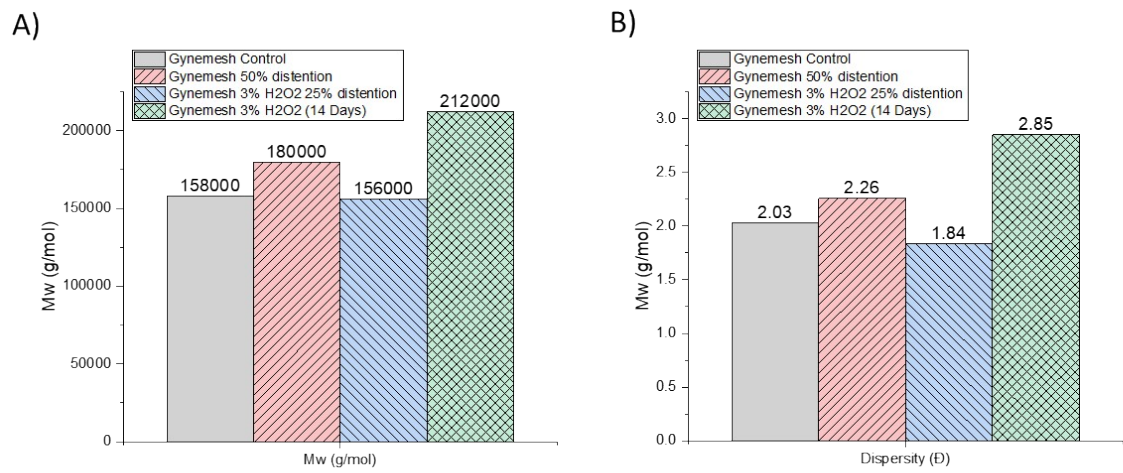 A)
Gynemesh Control
Gynemesh 50% distention
Gynemesh 3% H2O2 25% distention
Gynemesh 3% H2O2 (14 Days)
212000
180000
158000
156000
200000
150000
100000
50000
0
Mw (g/mol)
Mw (g/mol)
B)
Gynemesh Control
Gynemesh 50% distention
Gynemesh 3% H2O2 25% distention
Gynemesh 3% H2O2 (14 Days)
2.85
2.26
2.03
1.84
3.0
2.5
2.0
1.5
1.0
0.5
0.0
Mw (g/mol)
Dispersity (Đ)